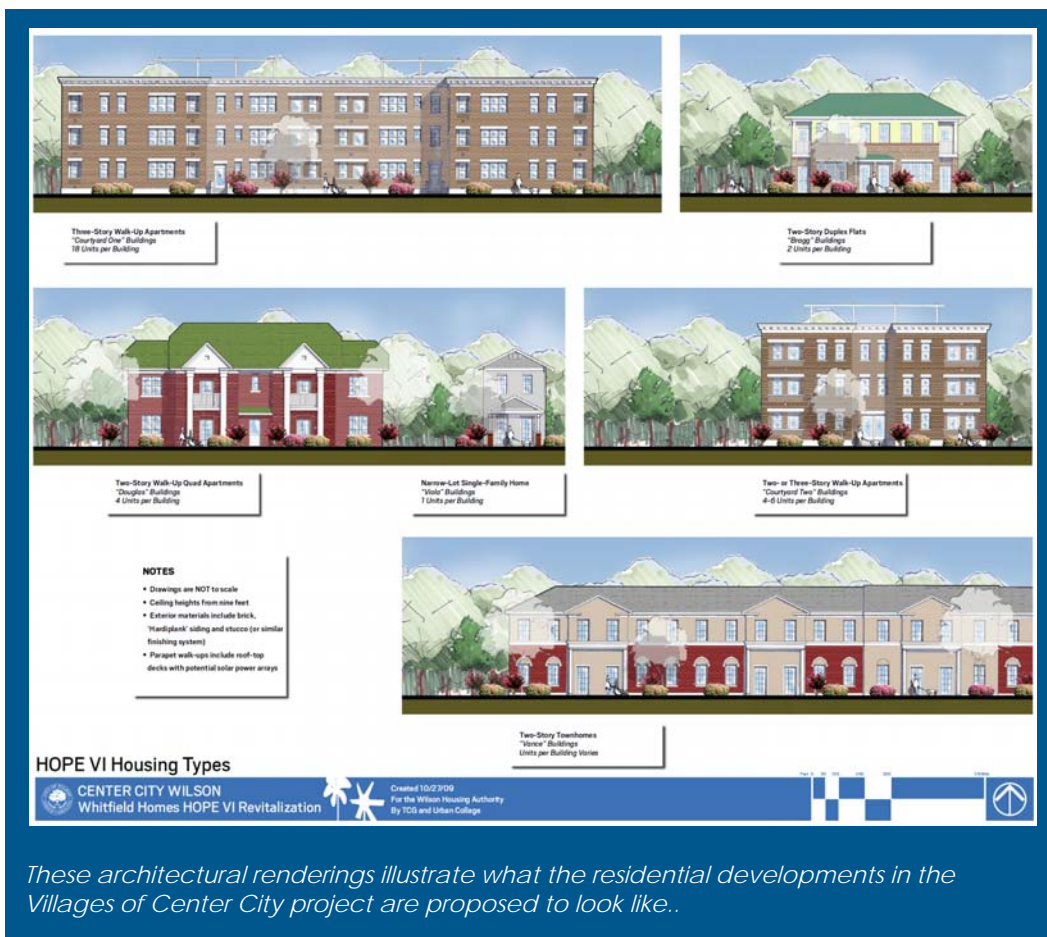 Three-Story Walk-Up Apartments
"Courtyard One" Buildings
18 Units per Building
Two-Story Duplex Flats
"Bragg" Buildings
2 Units per Building
Two-Story Walk-Up Quad Apartments
"Douglas" Buildings
4 Units per Building
Narrow-Lot Single-Family Home
"Viola" Buildings
1 Units per Building
Two- or Three-Story Walk-Up Apartments
"Courtyard Two" Buildings
4-6 Units per Building
NOTES
• Drawings are NOT to scale
• Ceiling heights from nine feet
• Exterior materials include brick,
'Hardiplank' siding and stucco (or similar
finishing system)
• Parapet walk-ups include roof-top
decks with potential solar power arrays
Two-Story Townhomes
"Vance" Buildings
Units per Building Varies
HOPE VI Housing Types
CENTER CITY WILSON
Whitfield Homes HOPE VI Revitalization
Created 10/27/09
For the Wilson Housing Authority
By TCG and Urban Collage
These architectural renderings illustrate what the residential developments in the
Villages of Center City project are proposed to look like..